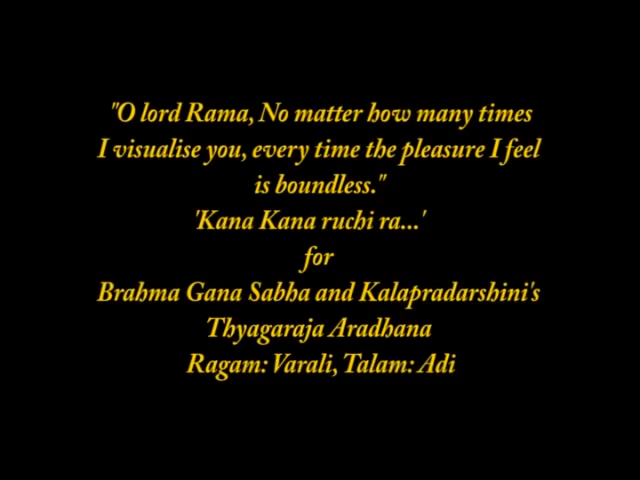 "O lord Rama, No matter how many times
I visualise you, every time the pleasure I feel
is boundless."
'Kana Kana ruchi ra...'
for
Brahma Gana Sabha and Kalapradarshini's
Thyagaraja Aradhana
Ragam: Varali, Talam: Adi